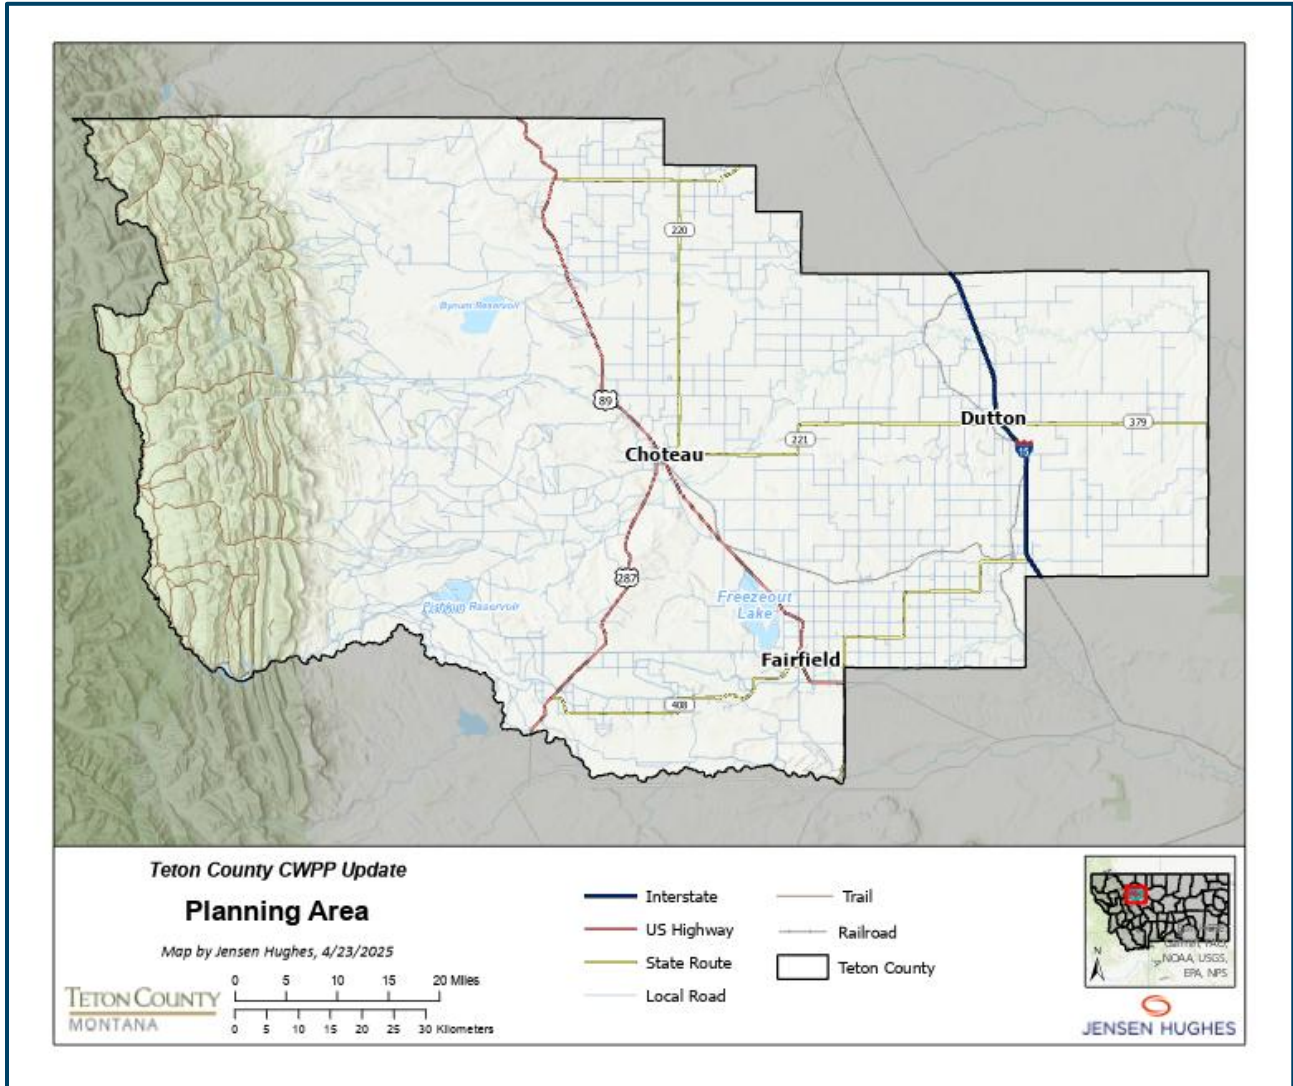 220
Bynum Reservoir
89
Dutton
379
221
Choteau
15
287
Freezeout
Lake
Reservoir
Fairfield
408
Teton County CWPP Update
Planning Area
Map by Jensen Hughes, 4/23/2025
0 5 10 15 20 Miles
0 5 10 15 20 25 30 Kilometers
TETON COUNTY
MONTANA
Interstate
US Highway
State Route
Local Road
Trail
Railroad
Teton County
N
Garmin, FAO,
NOAA, USGS,
EPA, NPS
JENSEN HUGHES